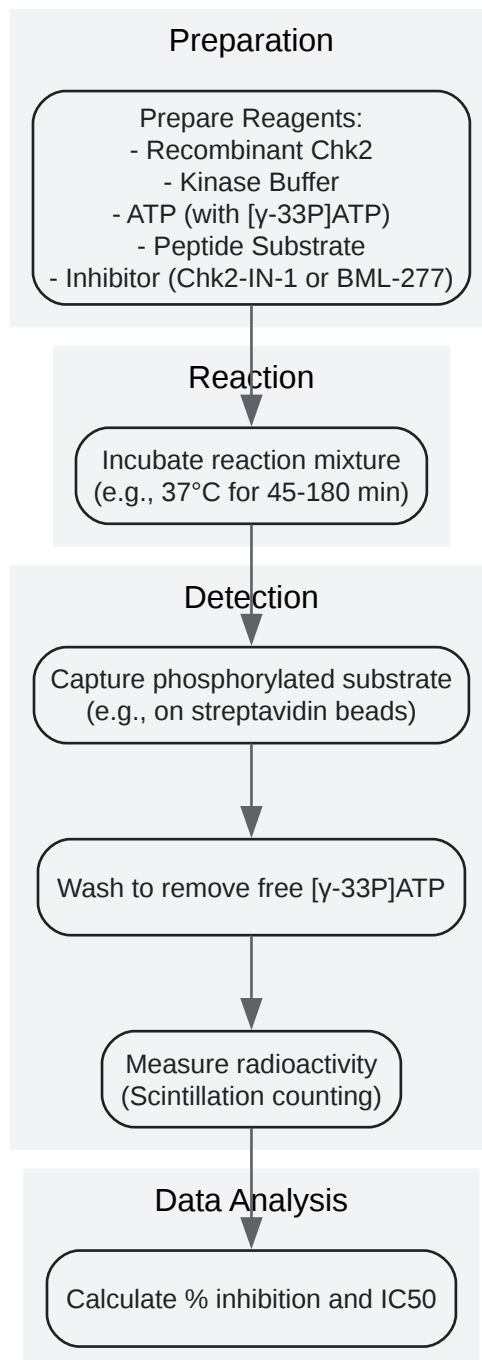 Preparation
Prepare Reagents:
- Recombinant Chk2
- Kinase Buffer
- ATP (with [γ-33P]ATP)
- Peptide Substrate
- Inhibitor (Chk2-IN-1 or BML-277)
Reaction
Incubate reaction mixture
(e.g., 37°C for 45-180 min)
Detection
Capture phosphorylated substrate
(e.g., on streptavidin beads)
Wash to remove free [γ-33P]ATP
Measure radioactivity
(Scintillation counting)
Data Analysis
Calculate % inhibition and IC50